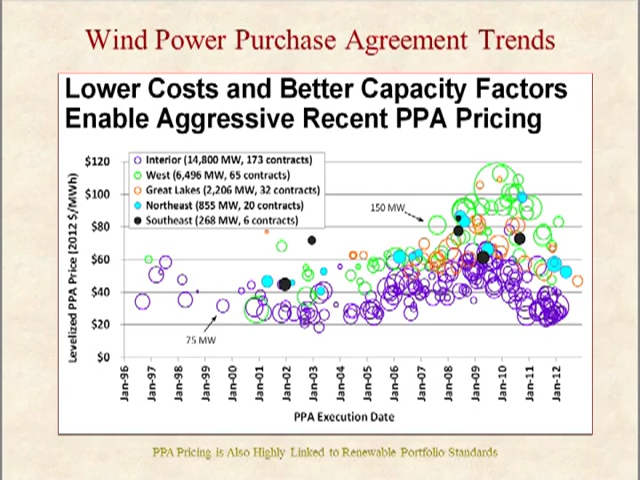 Wind Power Purchase Agreement Trends
Lower Costs and Better Capacity Factors
Enable Aggressive Recent PPA Pricing
Levelized PPA Price (2012 $/MWh)
$120
$100
$80
$60
$40
$20
$0
Interior (14,800 MW, 173 contracts)
West (6,496 MW, 65 contracts)
Great Lakes (2,206 MW, 32 contracts)
Northeast (855 MW, 20 contracts)
Southeast (268 MW, 6 contracts)
150 MW
75 MW
Jan-96
Jan-97
Jan-98
Jan-99
Jan-00
Jan-01
Jan-02
Jan-03
Jan-04
Jan-05
Jan-06
Jan-07
Jan-08
Jan-09
Jan-10
Jan-11
Jan-12
PPA Execution Date
PPA Pricing is Also Highly Linked to Renewable Portfolio Standards